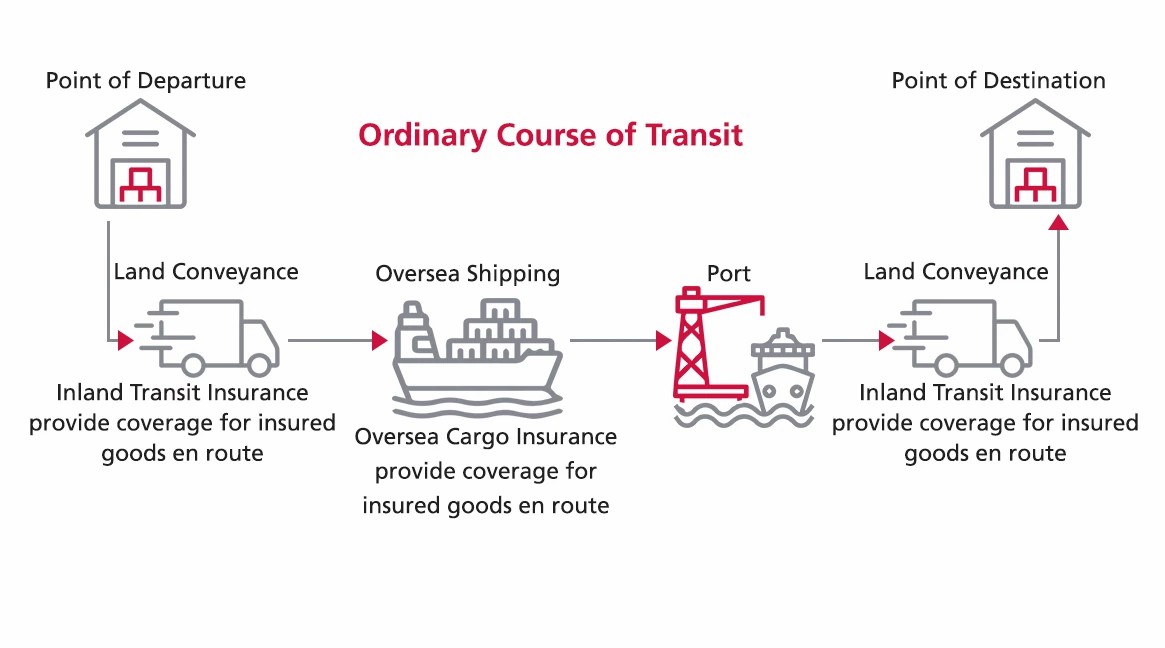 Point of Departure
Point of Destination
Ordinary Course of Transit
Land Conveyance
Oversea Shipping
Port
Land Conveyance
Inland Transit Insurance
provide coverage for insured
goods en route
Oversea Cargo Insurance
provide coverage for
insured goods en route
Inland Transit Insurance
provide coverage for insured
goods en route